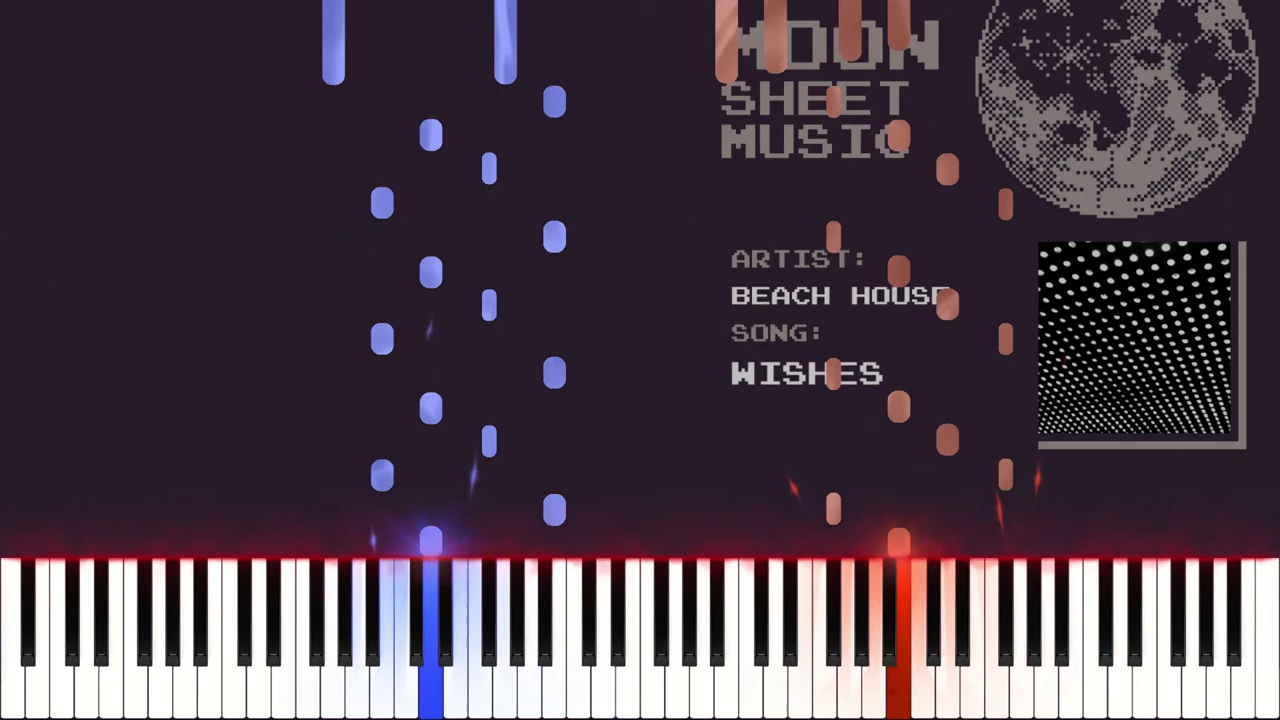 MOON
SHEET
MUSIC
ARTIST:
BEACH HOUSE
SONG:
WISHES